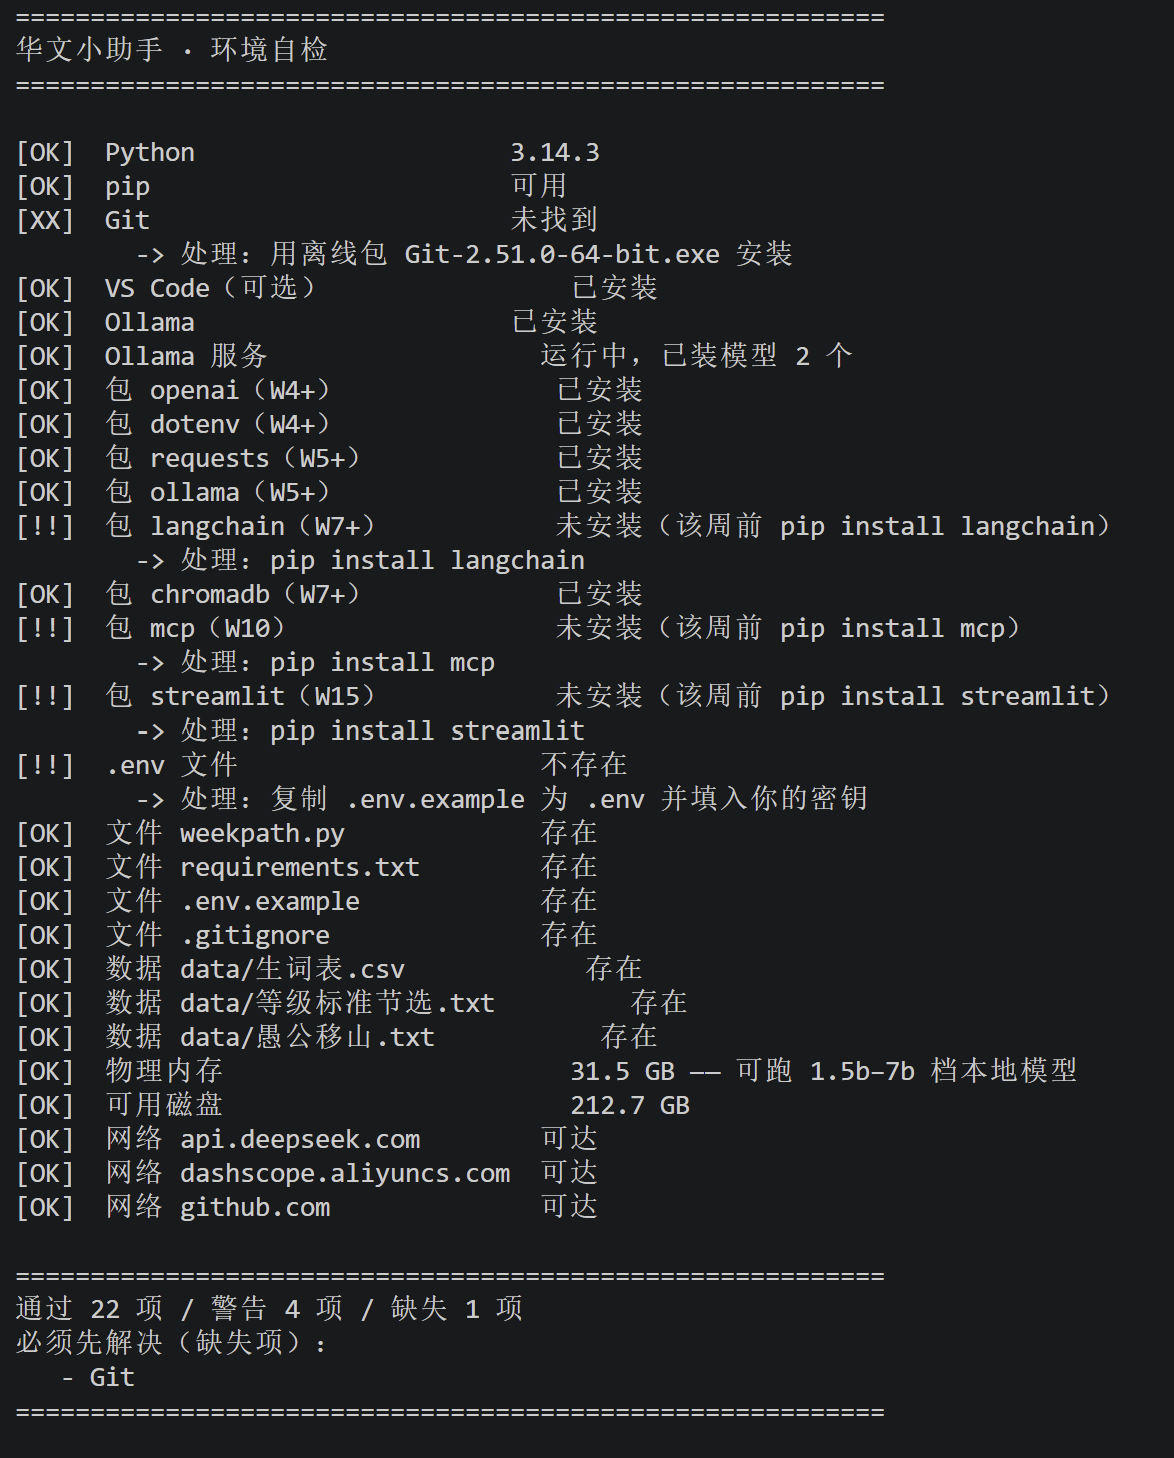 ==========================================================
华文小助手 · 环境自检
==========================================================
[OK]  Python                     3.14.3
[OK]  pip                        可用
[XX]  Git                        未找到
        -> 处理: 用离线包 Git-2.51.0-64-bit.exe 安装
[OK]  VS Code（可选）                 已安装
[OK]  Ollama                     已安装
[OK]  Ollama 服务                  运行中，已装模型 2 个
[OK]  包 openai（W4+）               已安装
[OK]  包 dotenv（W4+）               已安装
[OK]  包 requests（W5+）             已安装
[OK]  包 ollama（W5+）               已安装
[!!]  包 langchain（W7+）            未安装（该周前 pip install langchain）
        -> 处理: pip install langchain
[OK]  包 chromadb（W7+）             已安装
[!!]  包 mcp（W10）                  未安装（该周前 pip install mcp）
        -> 处理: pip install mcp
[!!]  包 streamlit（W15）            未安装（该周前 pip install streamlit）
        -> 处理: pip install streamlit
[!!]  .env 文件                    不存在
        -> 处理: 复制 .env.example 为 .env 并填入你的密钥
[OK]  文件 weekpath.py             存在
[OK]  文件 requirements.txt        存在
[OK]  文件 .env.example            存在
[OK]  文件 .gitignore              存在
[OK]  数据 data/生词表.csv            存在
[OK]  数据 data/等级标准节选.txt         存在
[OK]  数据 data/愚公移山.txt           存在
[OK]  物理内存                       31.5 GB —— 可跑 1.5b–7b 档本地模型
[OK]  可用磁盘                       212.7 GB
[OK]  网络 api.deepseek.com        可达
[OK]  网络 dashscope.aliyuncs.com  可达
[OK]  网络 github.com              可达
==========================================================
通过 22 项 / 警告 4 项 / 缺失 1 项
必须先解决（缺失项）:
   - Git
==========================================================